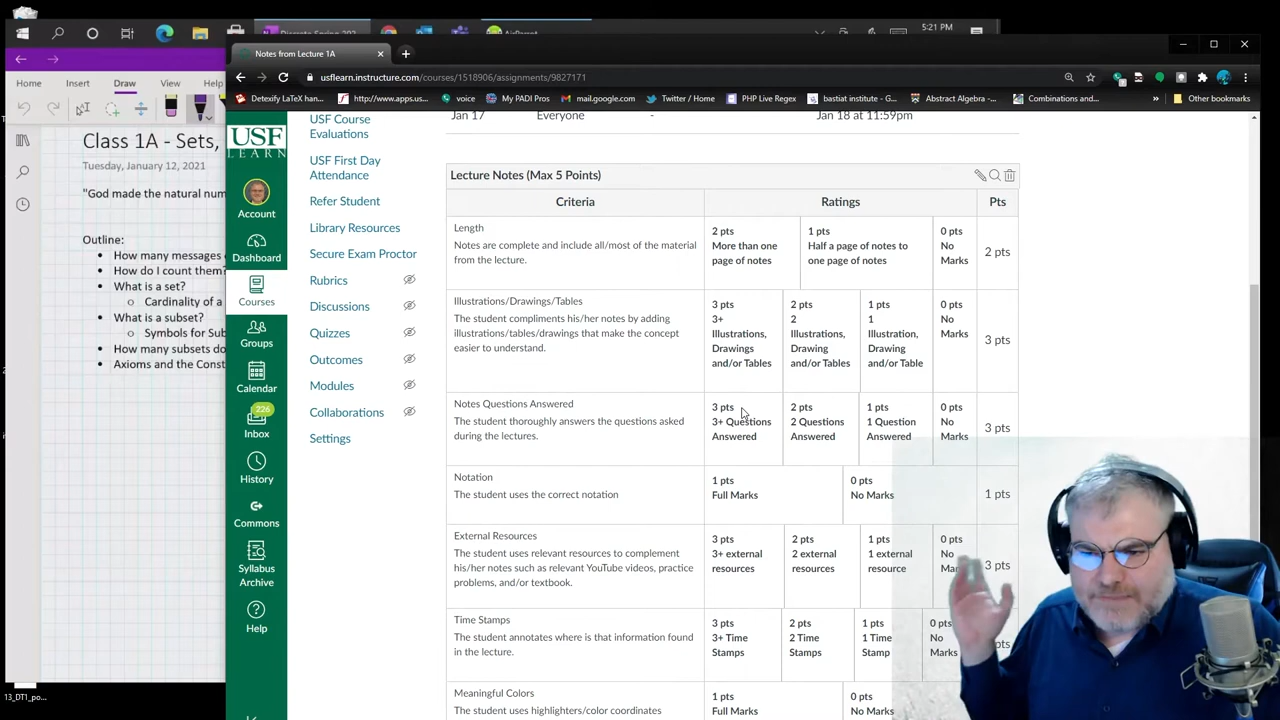 5:21 PM
Notes from Lecture 1A
usflearn.instructure.com/courses/1518906/assignments/9827171
Detexify LaTeX han...
http://www.apps.us...
voice
My PADI Pros
mail.google.com
Twitter / Home
PHP Live Regex
bastuit institute - G...
Abstract Algebra -...
Combinations and...
»
Other bookmarks
Home
Insert
Draw
View
Help
Class 1A - Sets,
Tuesday, January 12, 2021
"God made the natural num
Outline:
How many messages
How do I count them?
What is a set?
Cardinality of a
What is a subset?
Symbols for Sub
How many subsets do
Axioms and the Const
13_DT1_po...
USF
LEARN
Account
Dashboard
Courses
Groups
Calendar
226
Inbox
History
Commons
Syllabus
Archive
Help
USF Course
Evaluations
USF First Day
Attendance
Refer Student
Library Resources
Secure Exam Proctor
Rubrics
Discussions
Quizzes
Outcomes
Modules
Collaborations
Settings
Jan 17
Everyone
-
Jan 18 at 11:59pm
Lecture Notes (Max 5 Points)
Criteria
Ratings
Pts
Length
Notes are complete and include all/most of the material
from the lecture.
2 pts
More than one
page of notes
1 pts
Half a page of notes to
one page of notes
0 pts
No
Marks
2 pts
Illustrations/Drawings/Tables
The student compliments his/her notes by adding
illustrations/tables/drawings that make the concept
easier to understand.
3 pts
3+
Illustrations,
Drawings
and/or Tables
2 pts
2
Illustrations,
Drawing
and/or Tables
1 pts
1
Illustration,
Drawing
and/or Table
0 pts
No
Marks
3 pts
Notes Questions Answered
The student thoroughly answers the questions asked
during the lectures.
3 pts
3+ Questions
Answered
2 pts
2 Questions
Answered
1 pts
1 Question
Answered
0 pts
No
Marks
3 pts
Notation
The student uses the correct notation
1 pts
Full Marks
0 pts
No Marks
1 pts
External Resources
The student uses relevant resources to complement
his/her notes such as relevant YouTube videos, practice
problems, and/or textbook.
3 pts
3+ external
resources
2 pts
2 external
resources
1 pts
1 external
resource
0 pts
No
3 pts
Time Stamps
The student annotates where is that information found
in the lecture.
3 pts
3+ Time
Stamps
2 pts
2 Time
Stamps
1 pts
1 Time
Stamp
0 pts
No
Marks
pts
Meaningful Colors
The student uses highlighters/color coordinates
1 pts
Full Marks
0 pts
No Marks